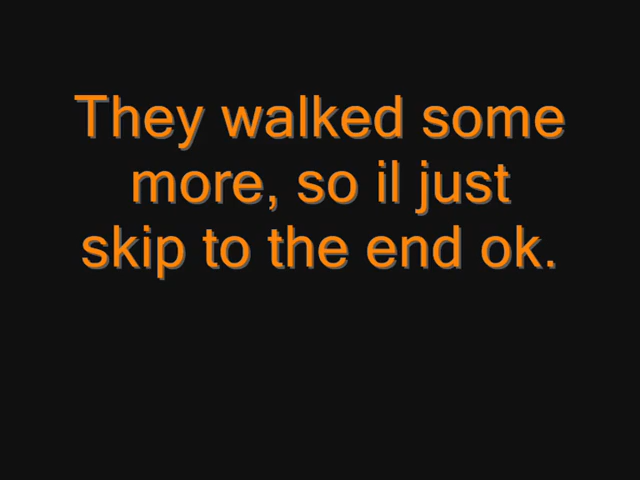 They walked some
more, so il just
skip to the end ok.